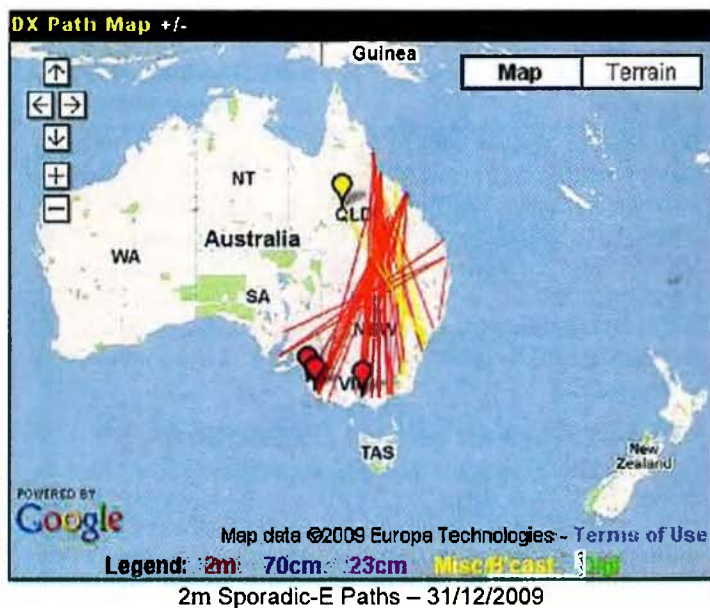 DX Path Map +/-
Guinea
Map Terrain
NT
QLD
Australia
WA
SA
NSW
TAS
New
Zealand
POWERED BY
Google
Map data ©2009 Europa Technologies - Terms of Use
Legend: 2m 70cm 23cm Misc/B'cast Digi
2m Sporadic-E Paths – 31/12/2009